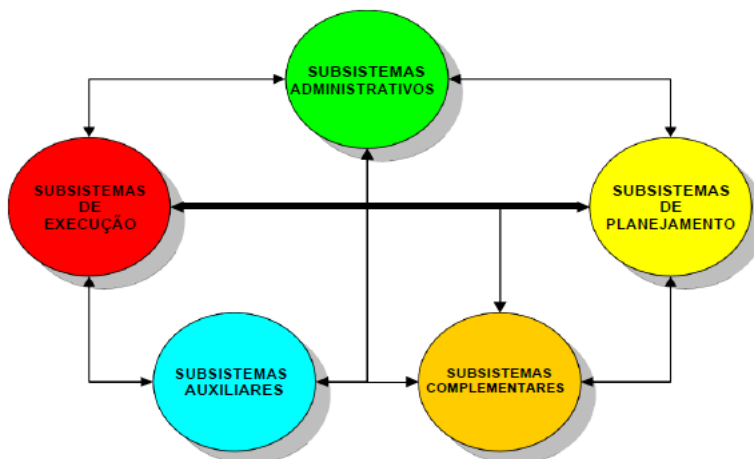 SUBSISTEMAS
ADMINISTRATIVOS
SUBSISTEMAS
DE
EXECUÇÃO
SUBSISTEMAS
DE
PLANEJAMENTO
SUBSISTEMAS
AUXILIARES
SUBSISTEMAS
COMPLEMENTARES